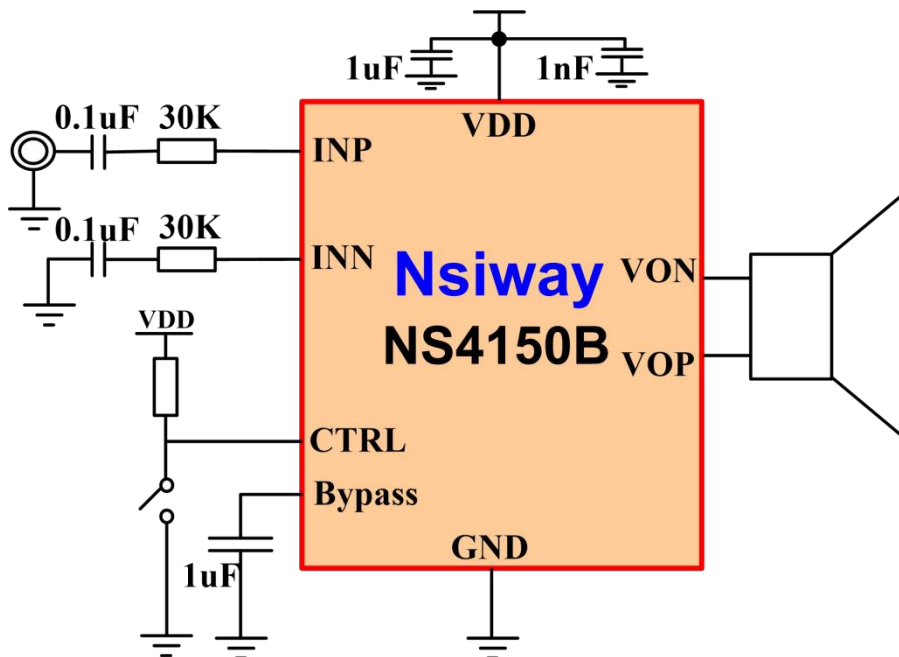 1uF 1nF
VDD
0.1uF 30K
INP
0.1uF 30K
INN
Nsiway
NS4150B
VON
VOP
VDD
CTRL
Bypass
1uF
GND